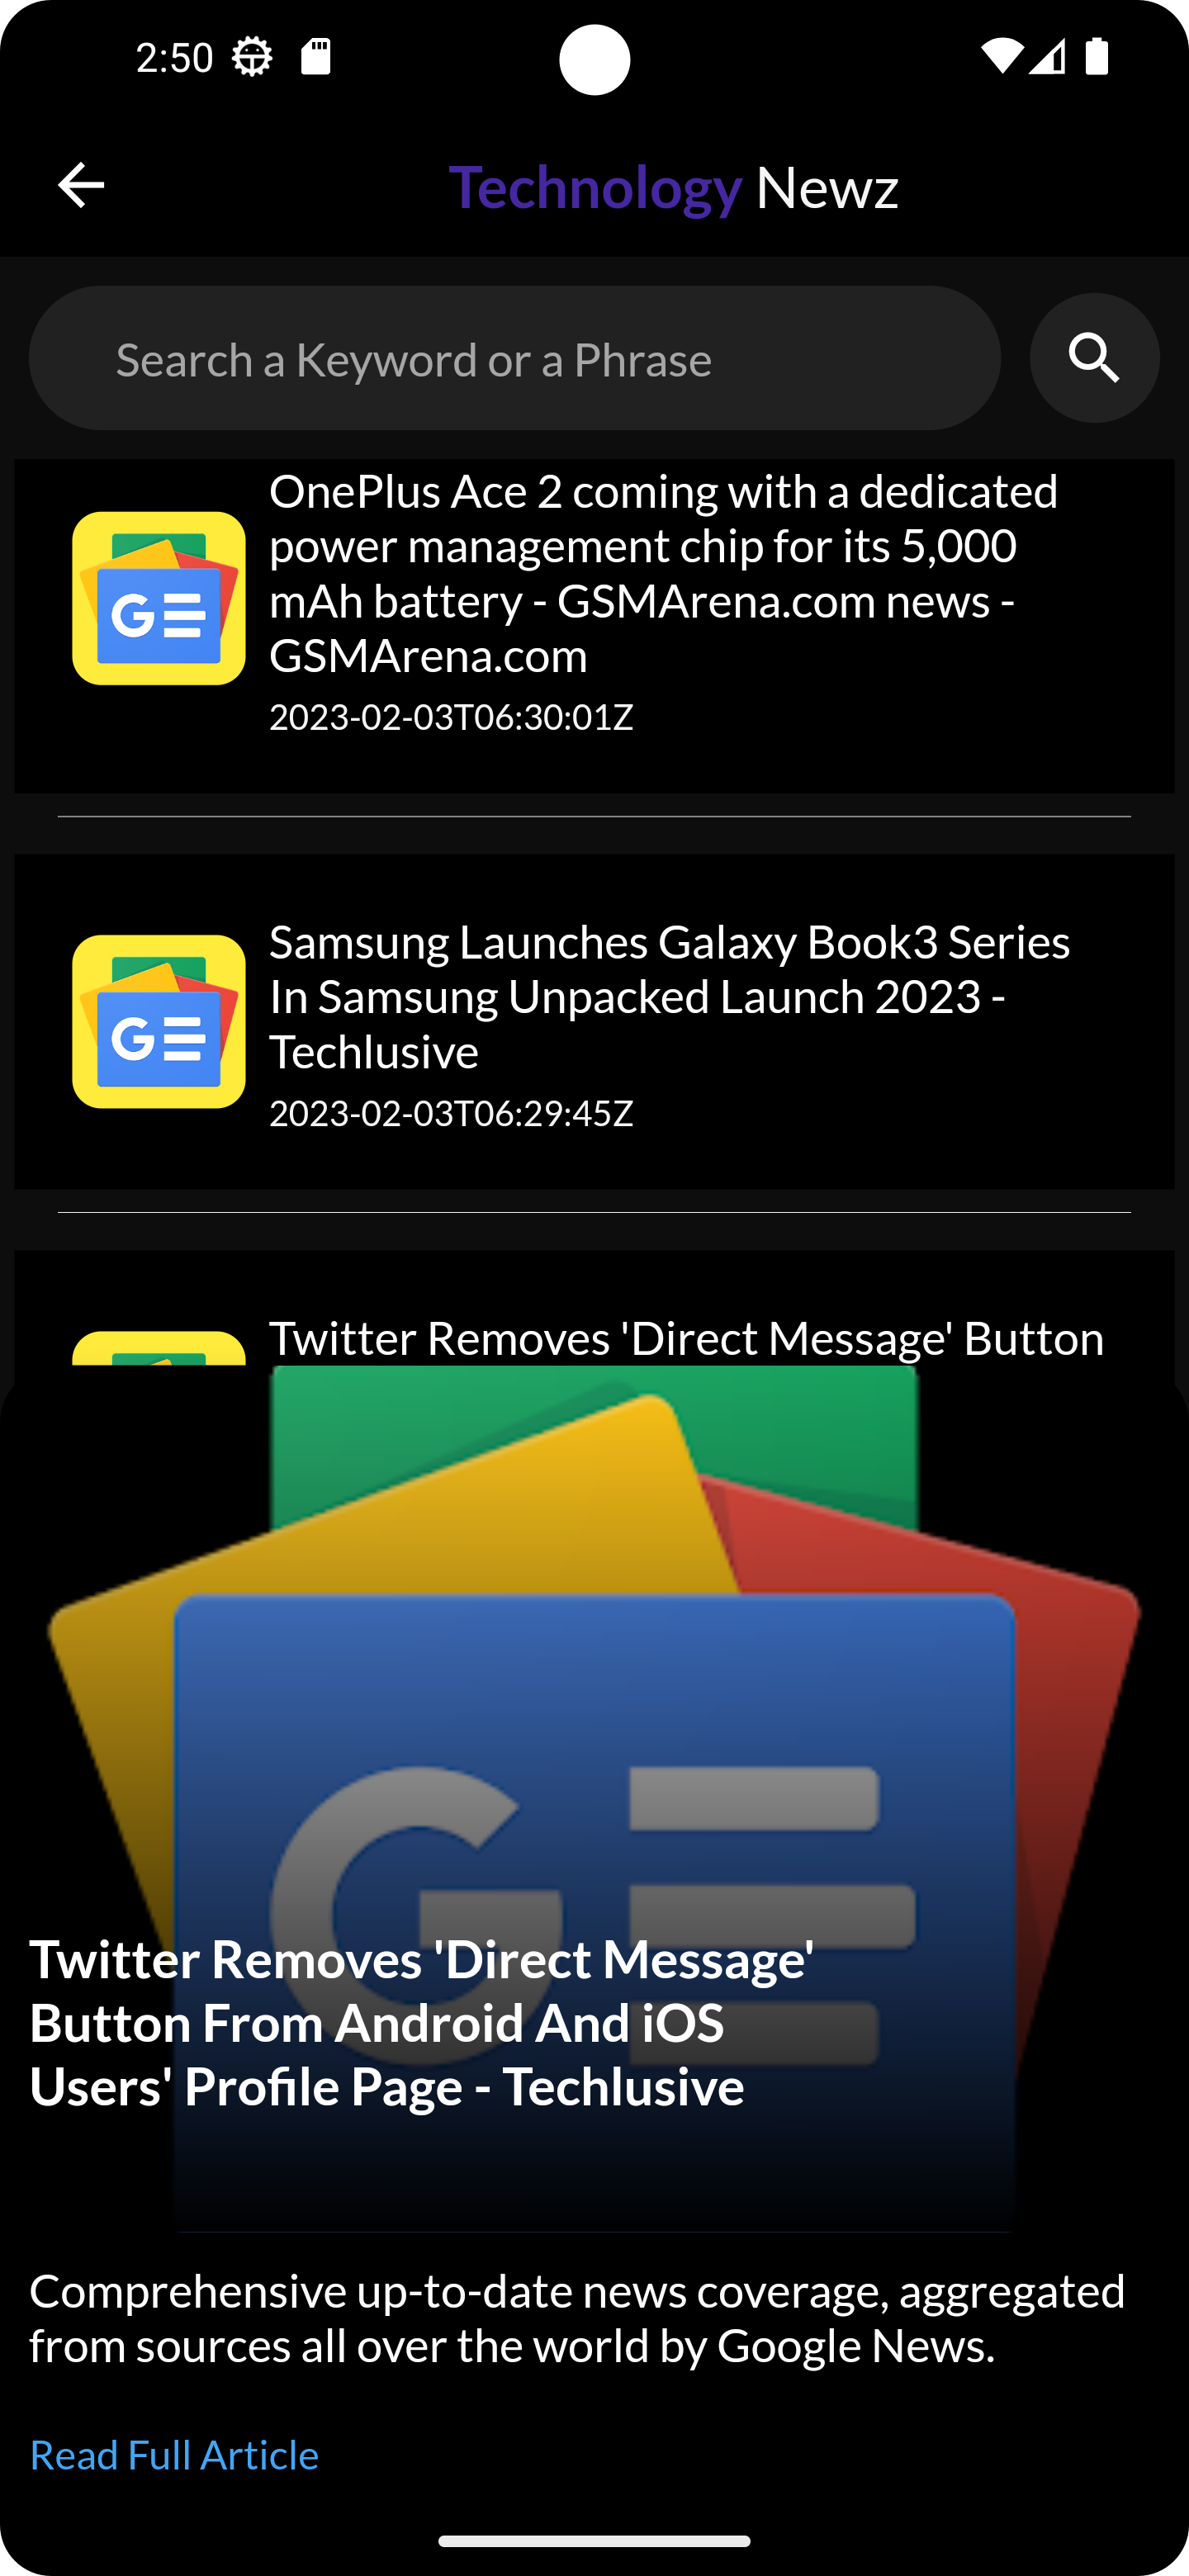 2:50
Technology Newz
Search a Keyword or a Phrase
OnePlus Ace 2 coming with a dedicated
power management chip for its 5,000
mAh battery - GSMArena.com news -
GSMArena.com
2023-02-03T06:30:01Z
GE
Samsung Launches Galaxy Book3 Series
In Samsung Unpacked Launch 2023 -
Techlusive
2023-02-03T06:29:45Z
GE
Twitter Removes 'Direct Message' Button
GE
Twitter Removes 'Direct Message'
Button From Android And iOS
Users' Profile Page - Techlusive
Comprehensive up-to-date news coverage, aggregated
from sources all over the world by Google News.
Read Full Article